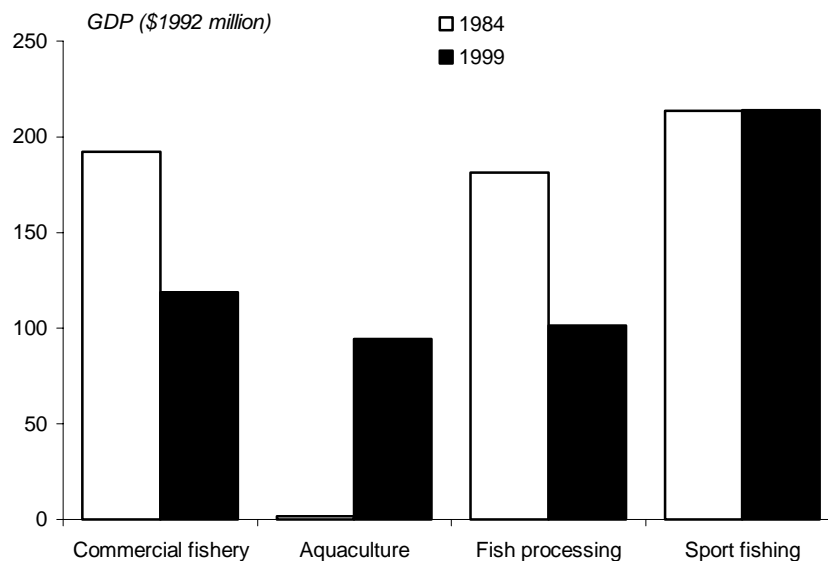 GDP ($1992 million)
1984
1999
250
200
150
100
50
0
Commercial fishery
Aquaculture
Fish processing
Sport fishing